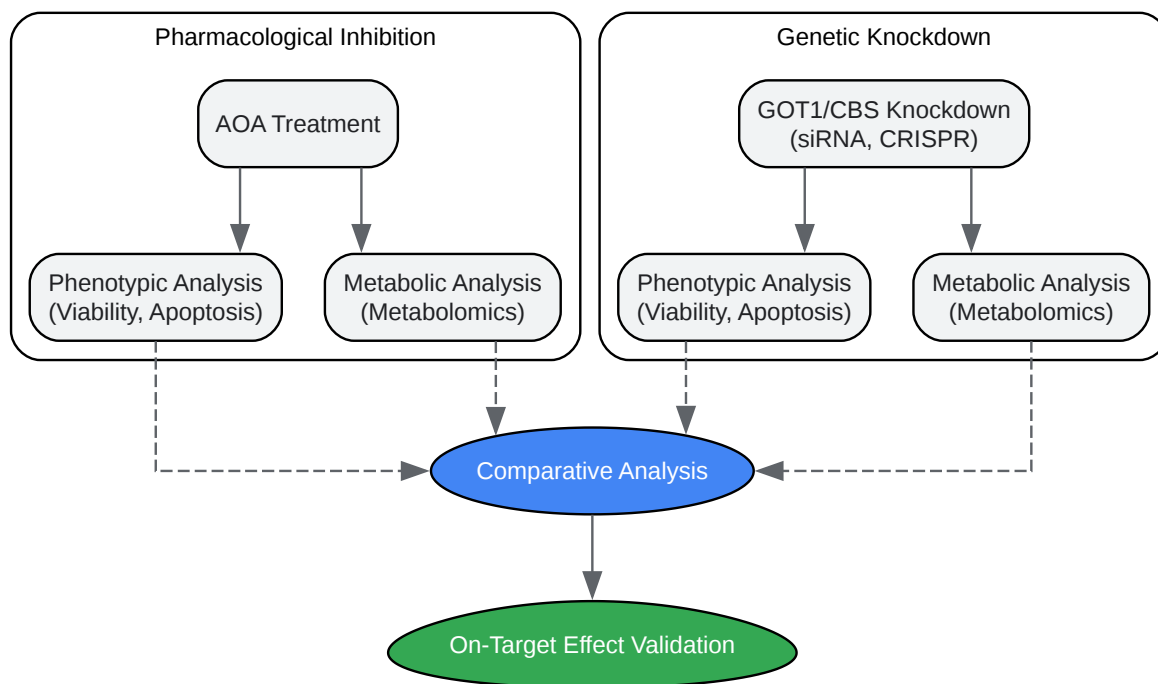 Pharmacological Inhibition
AOA Treatment
Phenotypic Analysis
(Viability, Apoptosis)
Metabolic Analysis
(Metabolomics)
Genetic Knockdown
GOT1/CBS Knockdown
(siRNA, CRISPR)
Phenotypic Analysis
(Viability, Apoptosis)
Metabolic Analysis
(Metabolomics)
Comparative Analysis
On-Target Effect Validation